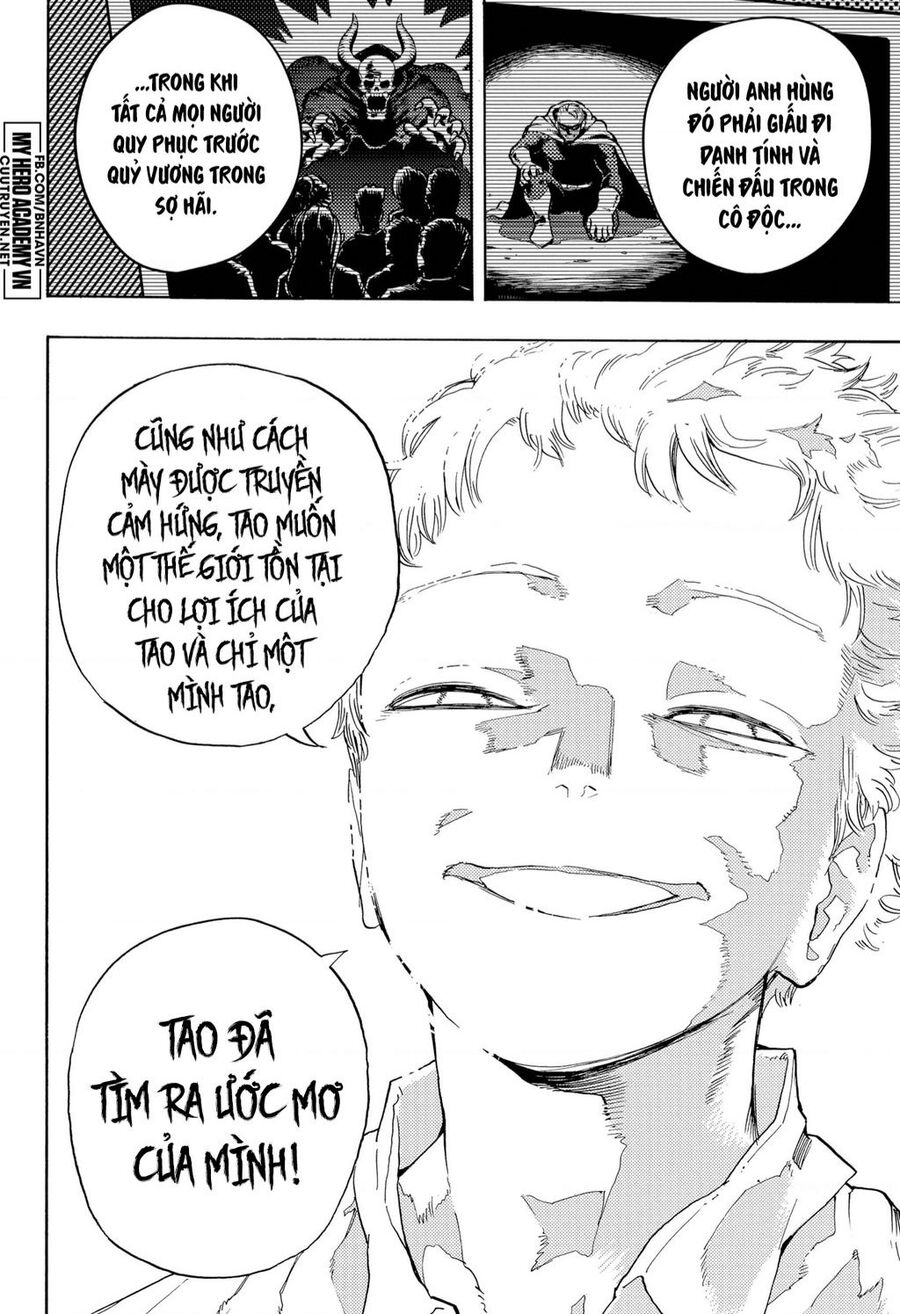 NGƯỜI ANH HÙNG
ĐÓ PHẢI GIẤU ĐI
DANH TÍNH VÀ
CHIẾN ĐẤU TRONG
CÔ ĐỘC...
...TRONG KHI
TẤT CẢ MỌI NGƯỜI
QUY PHỤC TRƯỚC
QUỶ VƯƠNG TRONG
SỢ HÃI.
FB.COM/BNHAVN
MY HERO ACADEMY VN
CUUTRUYEN.NET
CŨNG NHƯ CÁCH
MÀY ĐƯỢC TRUYỀN
CẢM HỨNG, TAO MUỐN
MỘT THẾ GIỚI TỒN TẠI
CHO LỢI ÍCH CỦA
TAO VÀ CHỈ MỘT
MÌNH TAO,
TAO ĐÃ
TÌM RA ƯỚC MƠ
CỦA MÌNH!